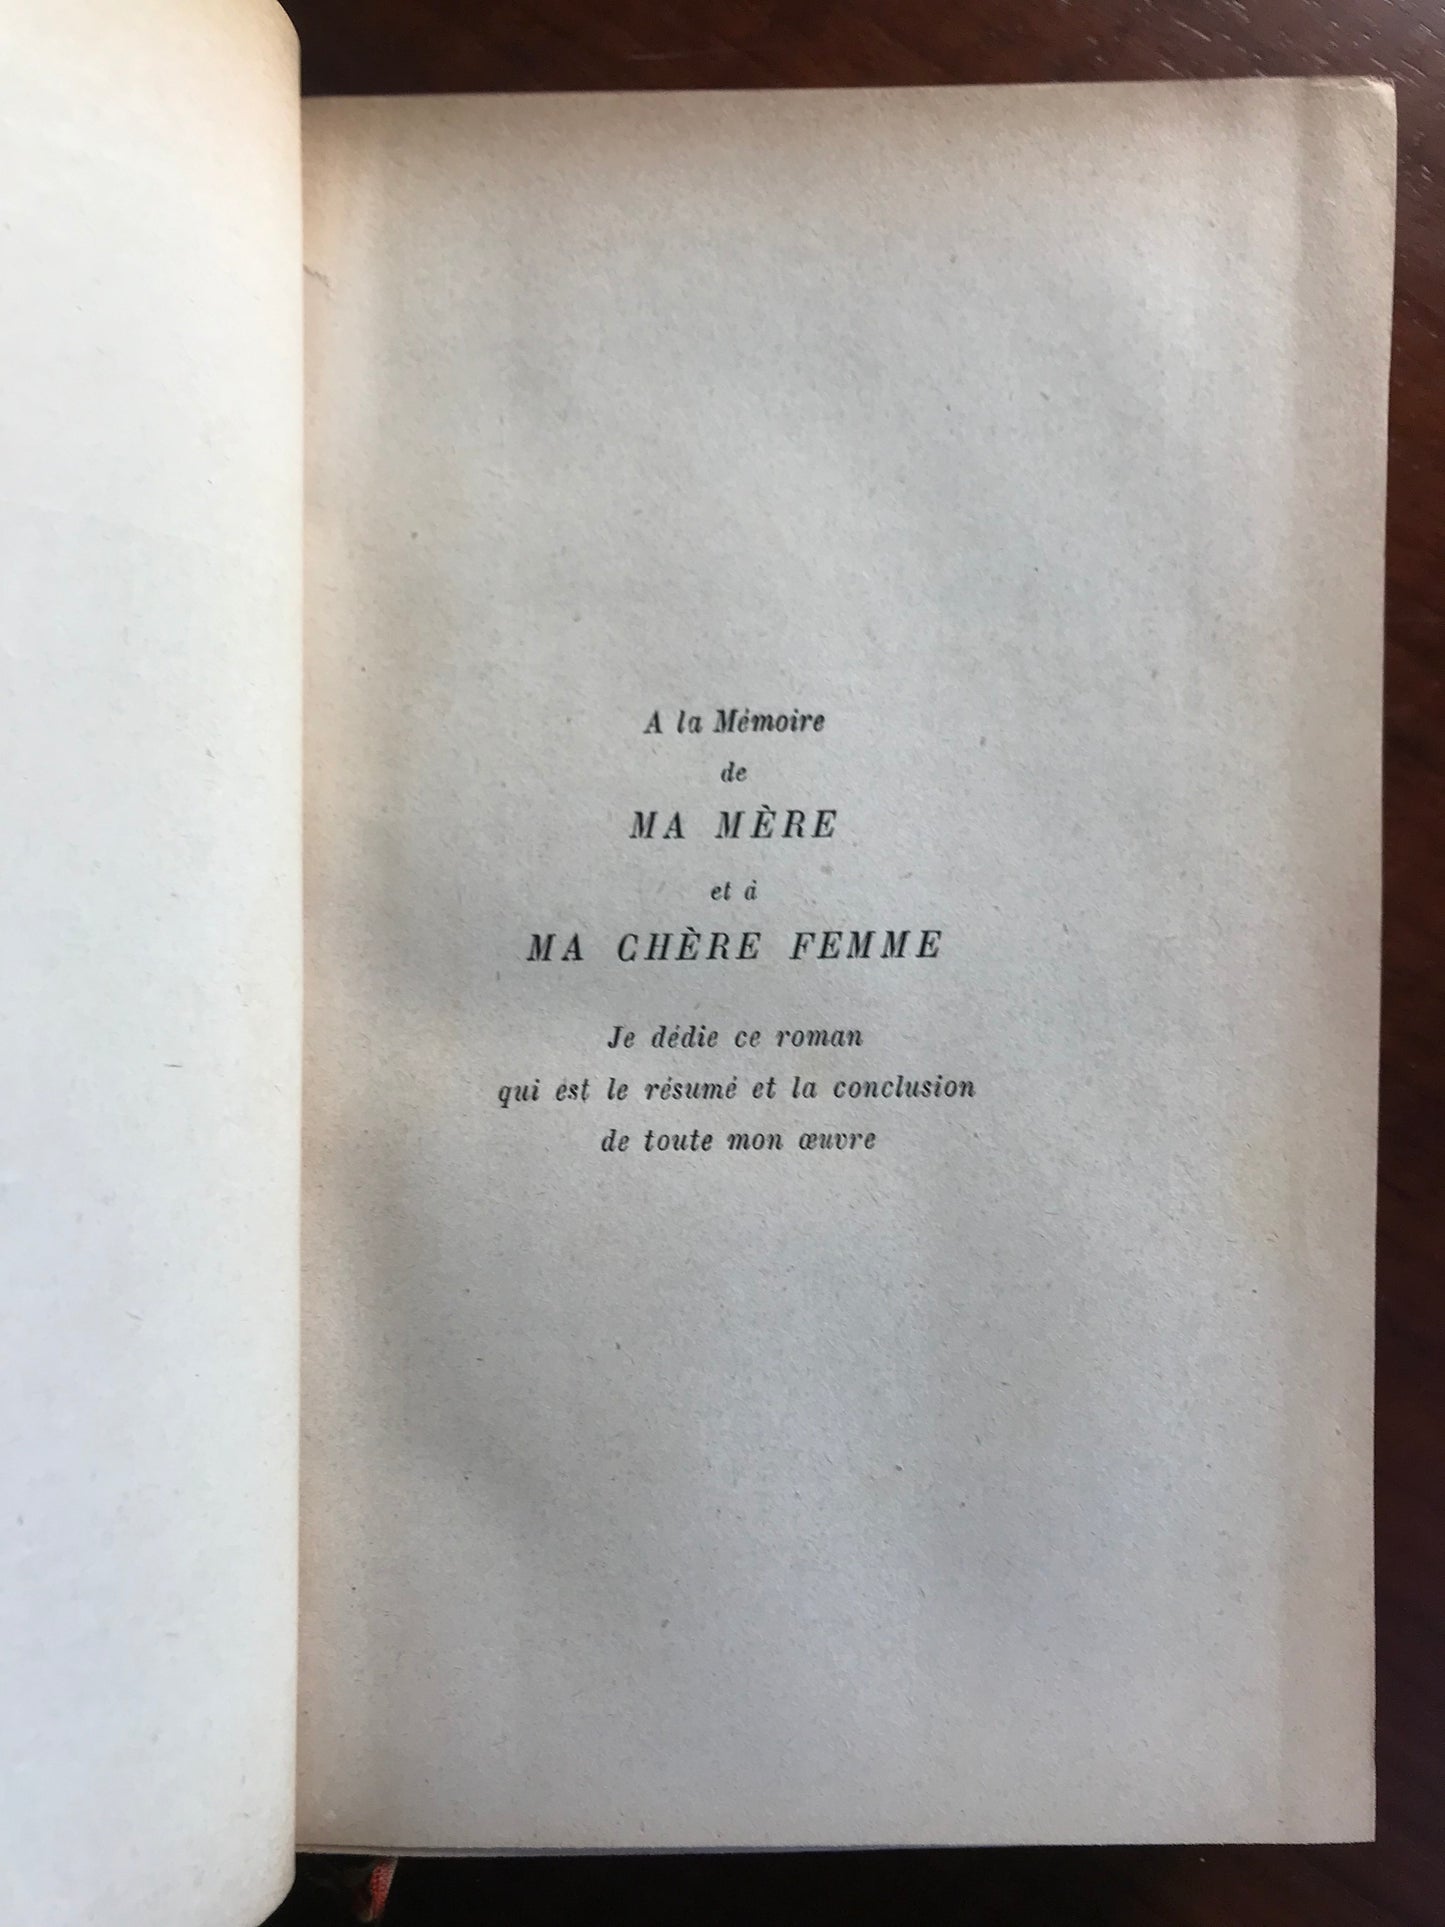 A la Mémoire
de
MA MÈRE
et à
MA CHÈRE FEMME
Je dédie ce roman
qui est le résumé et la conclusion
de toute mon œuvre